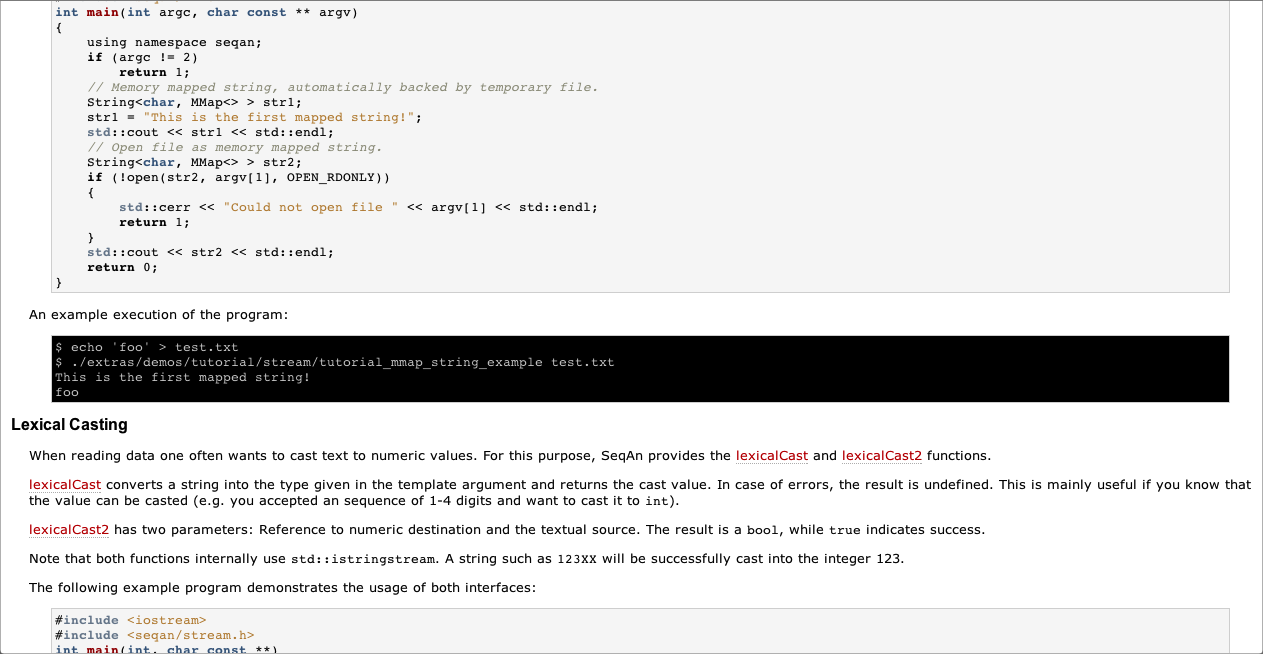 int main(int argc, char const ** argv)
{
    using namespace seqan;
    if (argc != 2)
        return 1;
    // Memory mapped string, automatically backed by temporary file.
    String<char, MMap<> > str1;
    str1 = "This is the first mapped string!";
    std::cout << str1 << std::endl;
    // Open file as memory mapped string.
    String<char, MMap<> > str2;
    if (!open(str2, argv[1], OPEN_RDONLY))
    {
        std::cerr << "Could not open file " << argv[1] << std::endl;
        return 1;
    }
    std::cout << str2 << std::endl;
    return 0;
}
An example execution of the program:
$ echo 'foo' > test.txt
$ ./extras/demos/tutorial/stream/tutorial_mmap_string_example test.txt
This is the first mapped string!
foo
Lexical Casting
When reading data one often wants to cast text to numeric values. For this purpose, SeqAn provides the lexicalCast and lexicalCast2 functions.
lexicalCast converts a string into the type given in the template argument and returns the cast value. In case of errors, the result is undefined. This is mainly useful if you know that
the value can be casted (e.g. you accepted an sequence of 1-4 digits and want to cast it to int).
lexicalCast2 has two parameters: Reference to numeric destination and the textual source. The result is a bool, while true indicates success.
Note that both functions internally use std::istringstream. A string such as 123XX will be successfully cast into the integer 123.
The following example program demonstrates the usage of both interfaces:
#include <iostream>
#include <seqan/stream.h>
int main(int, char const **)